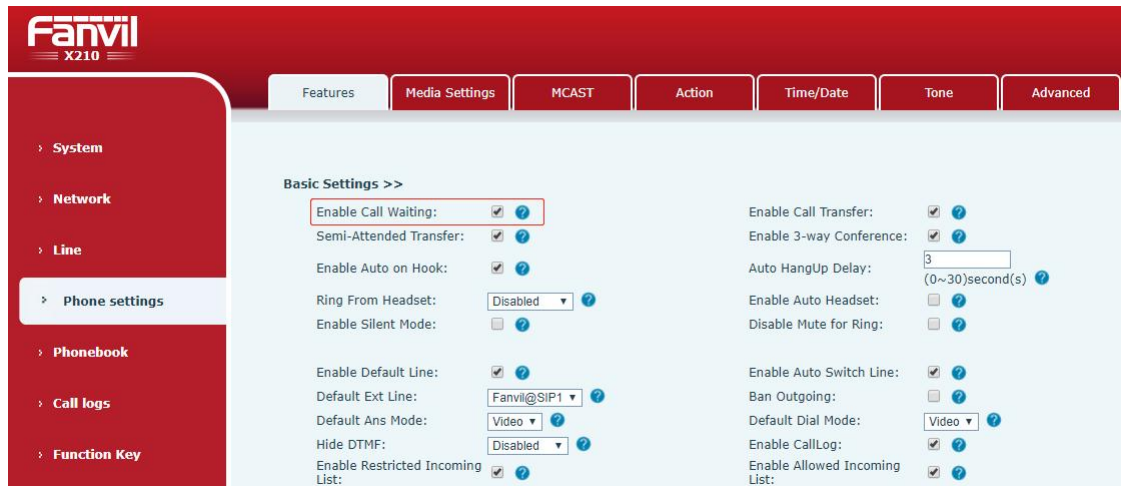 Fanvil
X210
Features Media Settings MCAST Action Time/Date Tone Advanced
› System
› Network
› Line
› Phone settings
› Phonebook
› Call logs
› Function Key
Basic Settings >>
Enable Call Waiting: ? Enable Call Transfer: ?
Semi-Attended Transfer: ? Enable 3-way Conference: ?
Enable Auto on Hook: ? Auto HangUp Delay: 3
(0~30)second(s) ?
Ring From Headset: Disabled ? Enable Auto Headset: ?
Enable Silent Mode: ? Disable Mute for Ring: ?
Enable Default Line: ? Enable Auto Switch Line: ?
Default Ext Line: Fanvil@SIP1 ? Ban Outgoing: ?
Default Ans Mode: Video ? Default Dial Mode: Video ?
Hide DTMF: Disabled ? Enable CallLog: ?
Enable Restricted Incoming
List: ? Enable Allowed Incoming
List: ?